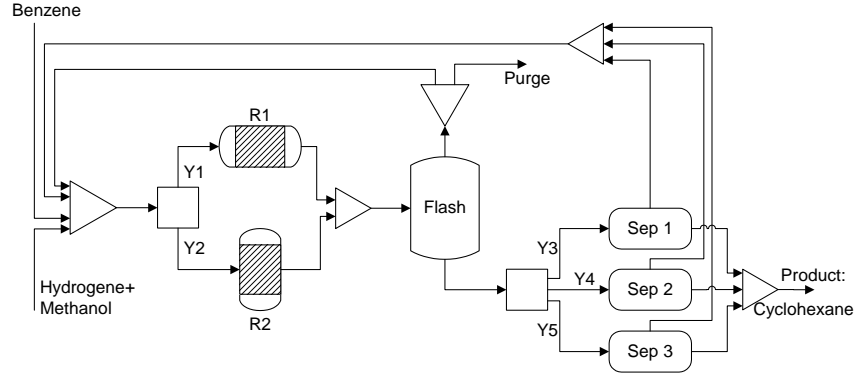 Benzene
Purge
R1
Y1
Flash
Sep 1
Y3
Y2
Y4
Sep 2
Product:
Cyclohexane
Hydrogene+
Methanol
R2
Y5
Sep 3